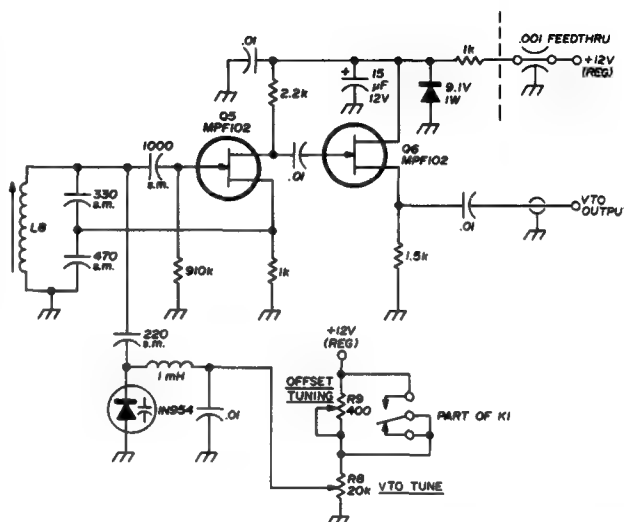 .01
1k
.001 FEEDTHRU
+12V
(REG)
2.2k
+
15
µF
12V
9.1V
1W
Q5
MPF102
1000
s.m.
Q6
MPF102
.01
330
s.m.
L8
470
s.m.
910k
1k
1.5k
.01
VTO
OUTPUT
220
s.m.
1 mH
1N954
.01
+12V
(REG)
OFFSET
TUNING
R9
400
PART OF K1
R8
20k
VTO TUNE